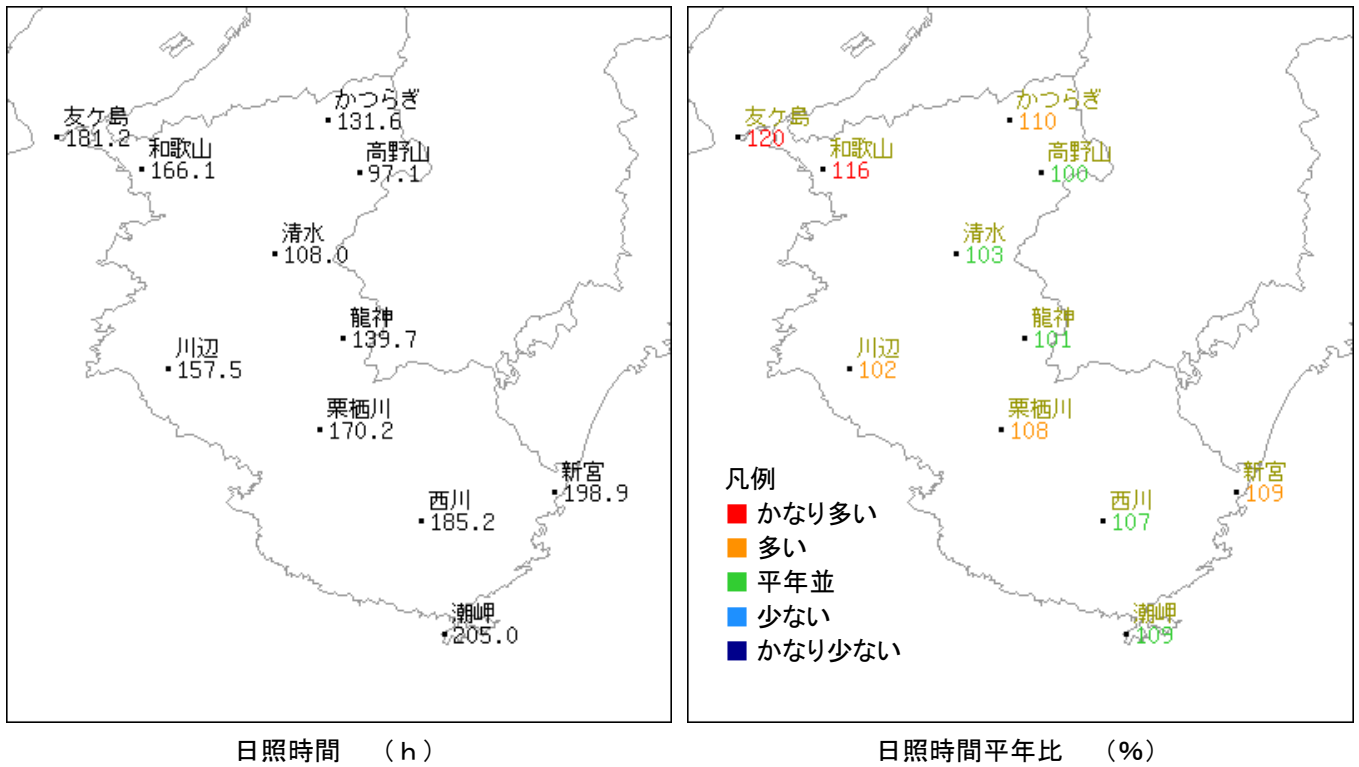 かつらぎ
131.6
友ケ島
181.2
和歌山
166.1
高野山
97.1
清水
108.0
龍神
139.7
川辺
157.5
栗栖川
170.2
新宮
198.9
西川
185.2
潮岬
205.0
日照時間 （h）
かつらぎ
110
友ケ島
120
和歌山
116
高野山
100
清水
103
龍神
101
川辺
102
栗栖川
108
新宮
109
西川
107
潮岬
109
凡例
かなり多い
多い
平年並
少ない
かなり少ない
日照時間平年比 （%）